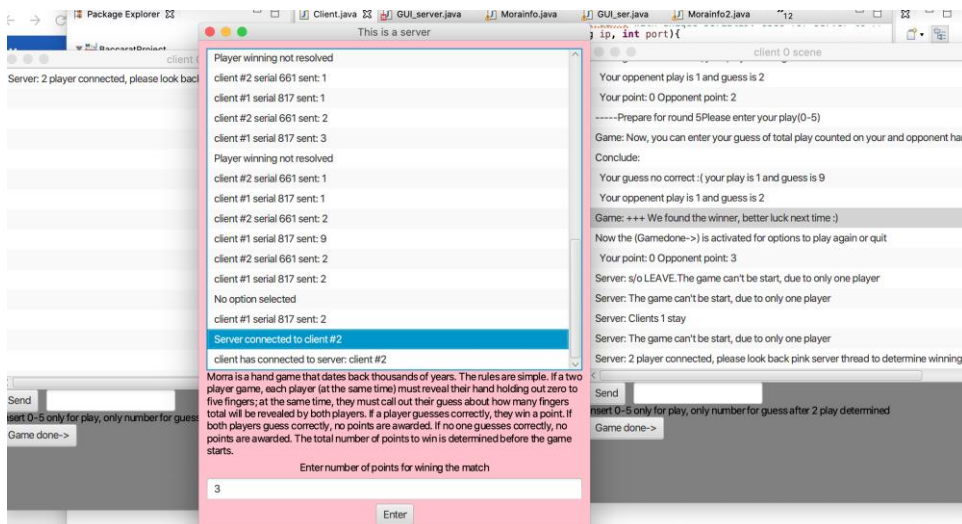 Package Explorer
Client.java
GUI_server.java
Morainfo.java
GUI_ser.java
Morainfo2.java
12
BaccaratProject
g ip, int port){
client 0
Server: 2 player connected, please look back
Send
nsert 0-5 only for play, only number for guess
Game done->
This is a server
Player winning not resolved
client #2 serial 661 sent: 1
client #1 serial 817 sent: 1
client #2 serial 661 sent: 2
client #1 serial 817 sent: 3
Player winning not resolved
client #2 serial 661 sent: 1
client #1 serial 817 sent: 1
client #2 serial 661 sent: 2
client #1 serial 817 sent: 9
client #2 serial 661 sent: 2
client #1 serial 817 sent: 2
No option selected
client #1 serial 817 sent: 2
Server connected to client #2
client has connected to server: client #2
Morra is a hand game that dates back thousands of years. The rules are simple. If a two
player game, each player (at the same time) must reveal their hand holding out zero to
five fingers; at the same time, they must call out their guess about how many fingers
total will be revealed by both players. If a player guesses correctly, they win a point. If
both players guess correctly, no points are awarded. If no one guesses correctly, no
points are awarded. The total number of points to win is determined before the game
starts.
Enter number of points for wining the match
3
Enter
client 0 scene
Your oppenent play is 1 and guess is 2
Your point: 0 Opponent point: 2
-----Prepare for round 5Please enter your play(0-5)
Game: Now, you can enter your guess of total play counted on your and opponent ha
Conclude:
Your guess no correct :( your play is 1 and guess is 9
Your oppenent play is 1 and guess is 2
Game: +++ We found the winner, better luck next time :)
Now the (Gamedone->) is activated for options to play again or quit
Your point: 0 Opponent point: 3
Server: s/o LEAVE.The game can't be start, due to only one player
Server: The game can't be start, due to only one player
Server: Clients 1 stay
Server: The game can't be start, due to only one player
Server: 2 player connected, please look back pink server thread to determine winning
Send
nsert 0-5 only for play, only number for guess after 2 play determined
Game done->